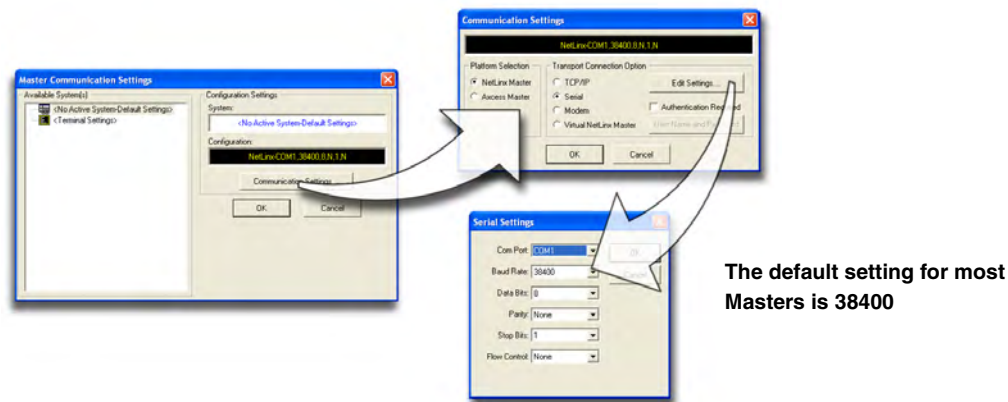 Master Communication Settings
Available System(s)
<No Active System-Default Settings>
<Terminal Settings>
Configuration Settings
System:
<No Active System-Default Settings>
Configuration:
NetLinx-COM1,38400,8,N,1,N
Communication Settings...
OK
Cancel
Communication Settings
NetLinx-COM1,38400,8,N,1,N
Platform Selection
NetLinx Master
Axcess Master
Transport Connection Option
TCP/IP
Serial
Modem
Virtual NetLinx Master
Edit Settings...
Authentication Required
User Name and
OK
Cancel
Serial Settings
Com Port: COM1
Baud Rate: 38400
Data Bits: 8
Parity: None
Stop Bits: 1
Flow Control: None
OK
Cancel
The default setting for most
Masters is 38400